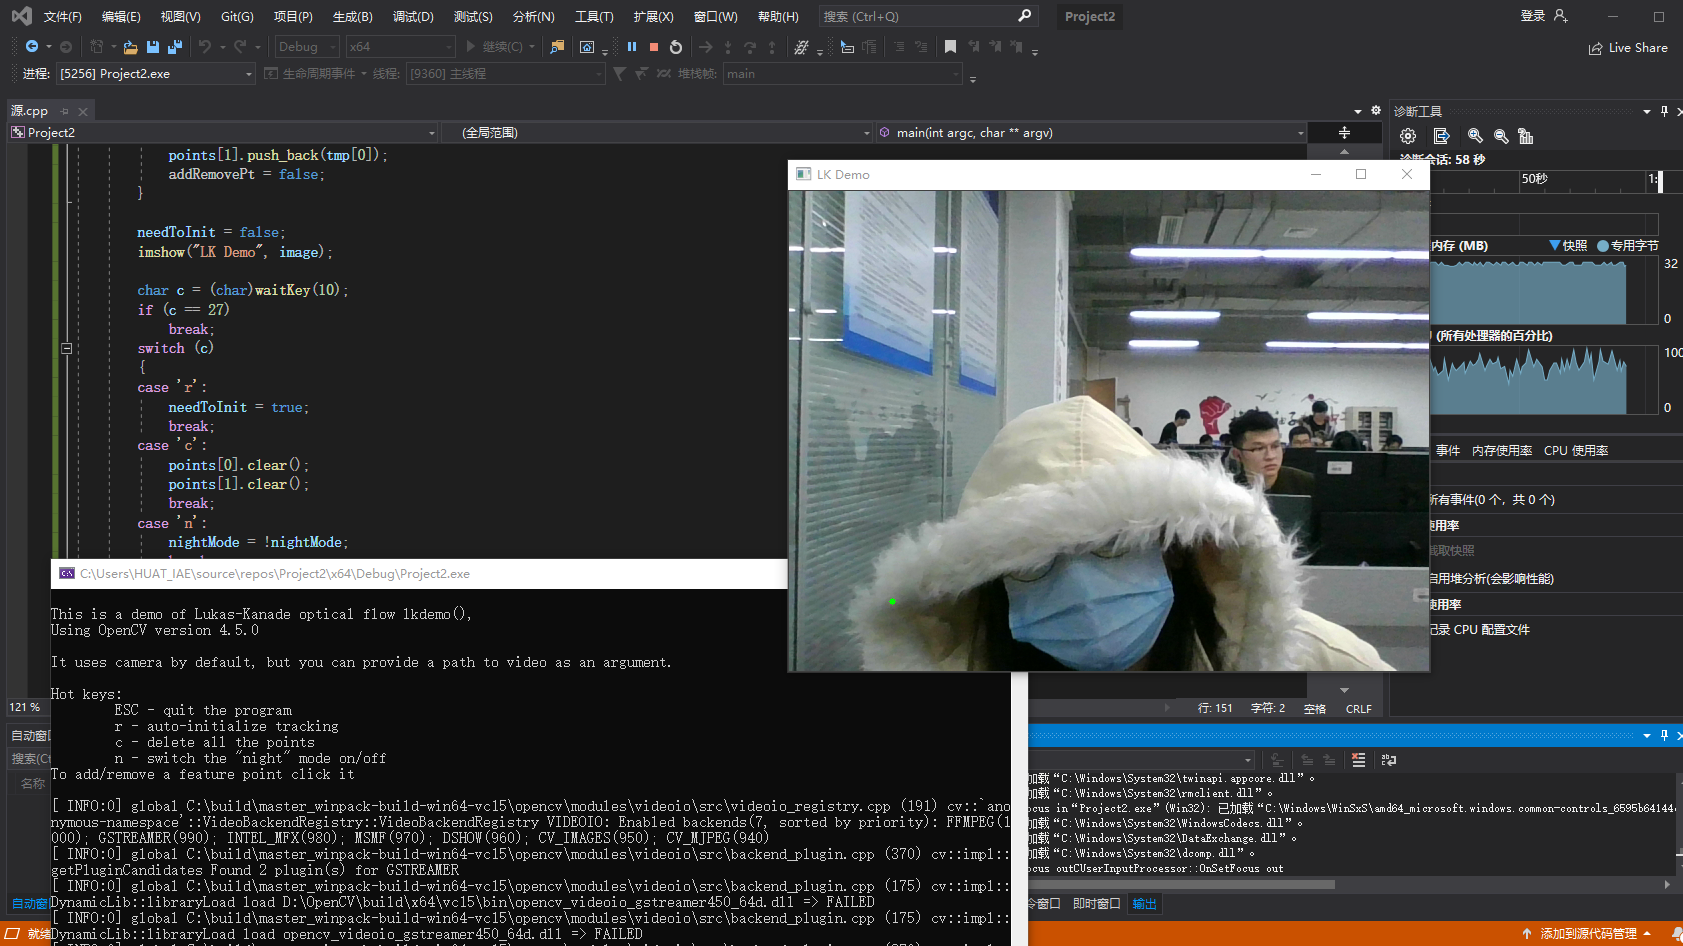 文件(F) 编辑(E) 视图(V) Git(G) 项目(P) 生成(B) 调试(D) 测试(S) 分析(N) 工具(T) 扩展(X) 窗口(W) 帮助(H) 搜索 (Ctrl+Q) Project2 登录
Debug x64 继续(C) Live Share
进程: [5256] Project2.exe 生命周期事件 线程: [9360] 主线程 堆栈帧: main
源.cpp
Project2 (全局范围) main(int argc, char ** argv)
points[1].push_back(tmp[0]);
addRemovePt = false;
}
needToInit = false;
imshow("LK Demo", image);
char c = (char)waitKey(10);
if (c == 27)
break;
switch (c)
{
case 'r':
needToInit = true;
break;
case 'c':
points[0].clear();
points[1].clear();
break;
case 'n':
nightMode = !nightMode;
121 %
行: 151 字符: 2 空格 CRLF
LK Demo
诊断工具
诊断会话: 58 秒
50秒 1:
内存 (MB) 快照 专用字节
32
0
(所有处理器的百分比)
100
0
事件 内存使用率 CPU 使用率
所有事件(0 个，共 0 个)
使用率
截取快照
启用堆分析(会影响性能)
使用率
记录 CPU 配置文件
C:\Users\HUAT_IAE\source\repos\Project2\x64\Debug\Project2.exe
This is a demo of Lukas-Kanade optical flow lkdemo(),
Using OpenCV version 4.5.0
It uses camera by default, but you can provide a path to video as an argument.
Hot keys:
ESC - quit the program
r - auto-initialize tracking
c - delete all the points
n - switch the "night" mode on/off
To add/remove a feature point click it
[ INFO:0] global C:\build\master_winpack-build-win64-vc15\opencv\modules\videoio\src\videoio_registry.cpp (191) cv::`ano
nymous-namespace'::VideoBackendRegistry::VideoBackendRegistry VIDEOIO: Enabled backends(7, sorted by priority): FFMPEG(1
000); GSTREAMER(990); INTEL_MFX(980); MSMF(970); DSHOW(960); CV_IMAGES(950); CV_MJPEG(940)
[ INFO:0] global C:\build\master_winpack-build-win64-vc15\opencv\modules\videoio\src\backend_plugin.cpp (370) cv::impl::
getPluginCandidates Found 2 plugin(s) for GSTREAMER
[ INFO:0] global C:\build\master_winpack-build-win64-vc15\opencv\modules\videoio\src\backend_plugin.cpp (175) cv::impl::
DynamicLib::libraryLoad load D:\OpenCV\build\x64\vc15\bin\opencv_videoio_gstreamer450_64d.dll => FAILED
[ INFO:0] global C:\build\master_winpack-build-win64-vc15\opencv\modules\videoio\src\backend_plugin.cpp (175) cv::impl::
DynamicLib::libraryLoad load opencv_videoio_gstreamer450_64d.dll => FAILED
自动窗
搜索(Ct
名称
自动窗
加载“C:\Windows\System32\twinapi.appcore.dll”。
加载“C:\Windows\System32\rmclient.dll”。
ocus in“Project2.exe”(Win32): 已加载“C:\Windows\WinSxS\amd64_microsoft.windows.common-controls_6595b64144c
加载“C:\Windows\System32\WindowsCodecs.dll”。
加载“C:\Windows\System32\DataExchange.dll”。
加载“C:\Windows\System32\dcomp.dll”。
ocus outCUserInputProcessor::OnSetFocus out
令窗口 即时窗口 输出
就绪 添加到源代码管理